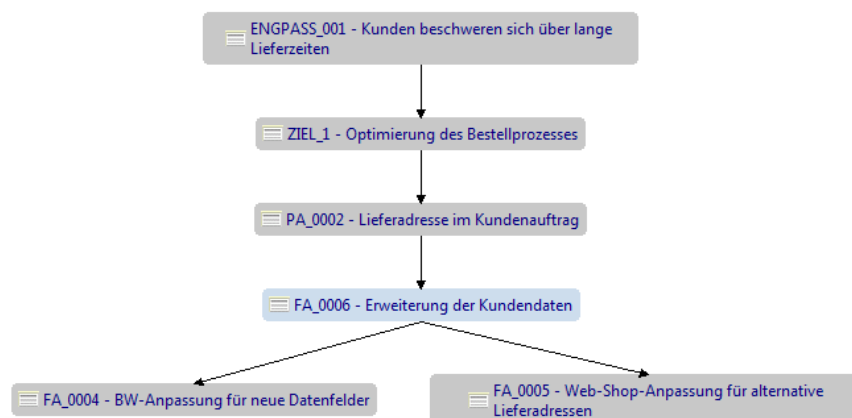 ENGPASS_001 - Kunden beschweren sich über lange
Lieferzeiten
ZIEL_1 - Optimierung des Bestellprozesses
PA_0002 - Lieferadresse im Kundenauftrag
FA_0006 - Erweiterung der Kundendaten
FA_0004 - BW-Anpassung für neue Datenfelder
FA_0005 - Web-Shop-Anpassung für alternative
Lieferadressen